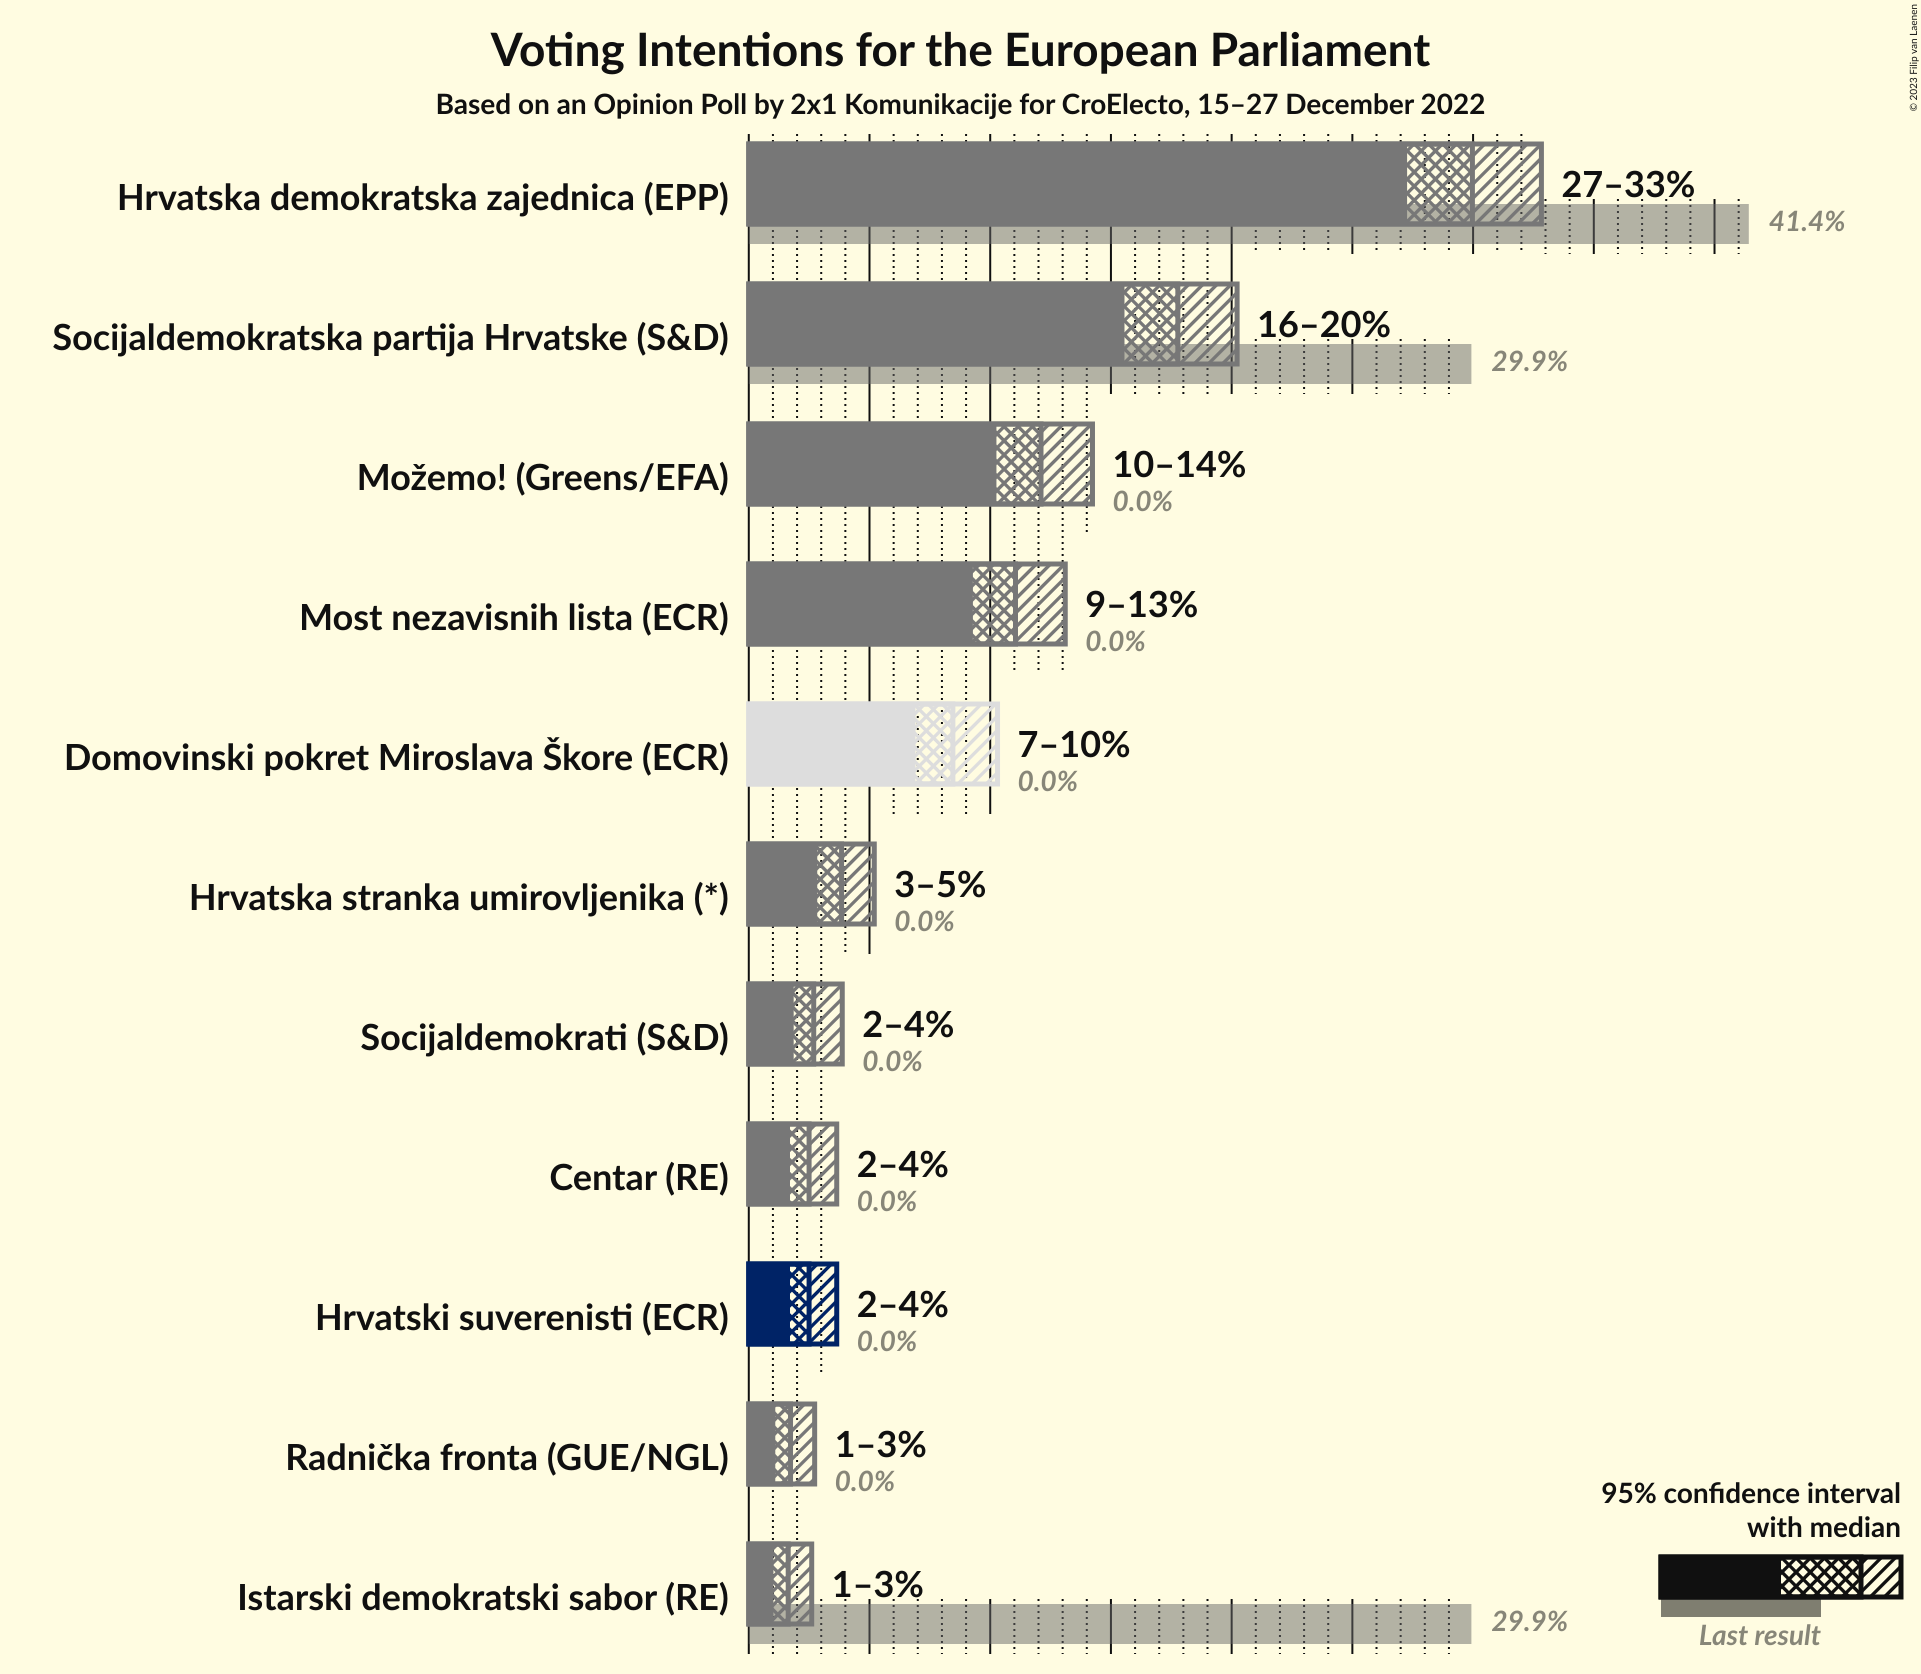 Voting Intentions for the European Parliament
Based on an Opinion Poll by 2x1 Komunikacije for CroElecto, 15–27 December 2022
© 2023 Filip van Laenen
Hrvatska demokratska zajednica (EPP)
27–33%
41.4%
Socijaldemokratska partija Hrvatske (S&D)
16–20%
29.9%
Možemo! (Greens/EFA)
10–14%
0.0%
Most nezavisnih lista (ECR)
9–13%
0.0%
Domovinski pokret Miroslava Škore (ECR)
7–10%
0.0%
Hrvatska stranka umirovljenika (*)
3–5%
0.0%
Socijaldemokrati (S&D)
2–4%
0.0%
Centar (RE)
2–4%
0.0%
Hrvatski suverenisti (ECR)
2–4%
0.0%
Radnička fronta (GUE/NGL)
1–3%
0.0%
Istarski demokratski sabor (RE)
1–3%
29.9%
95% confidence interval
with median
Last result